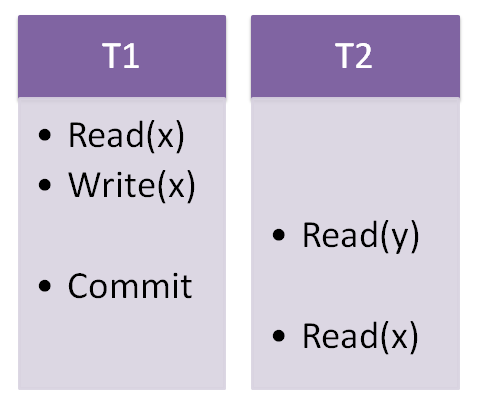 T1 T2
• Read(x)
• Write(x)
• Read(y)
• Commit
• Read(x)